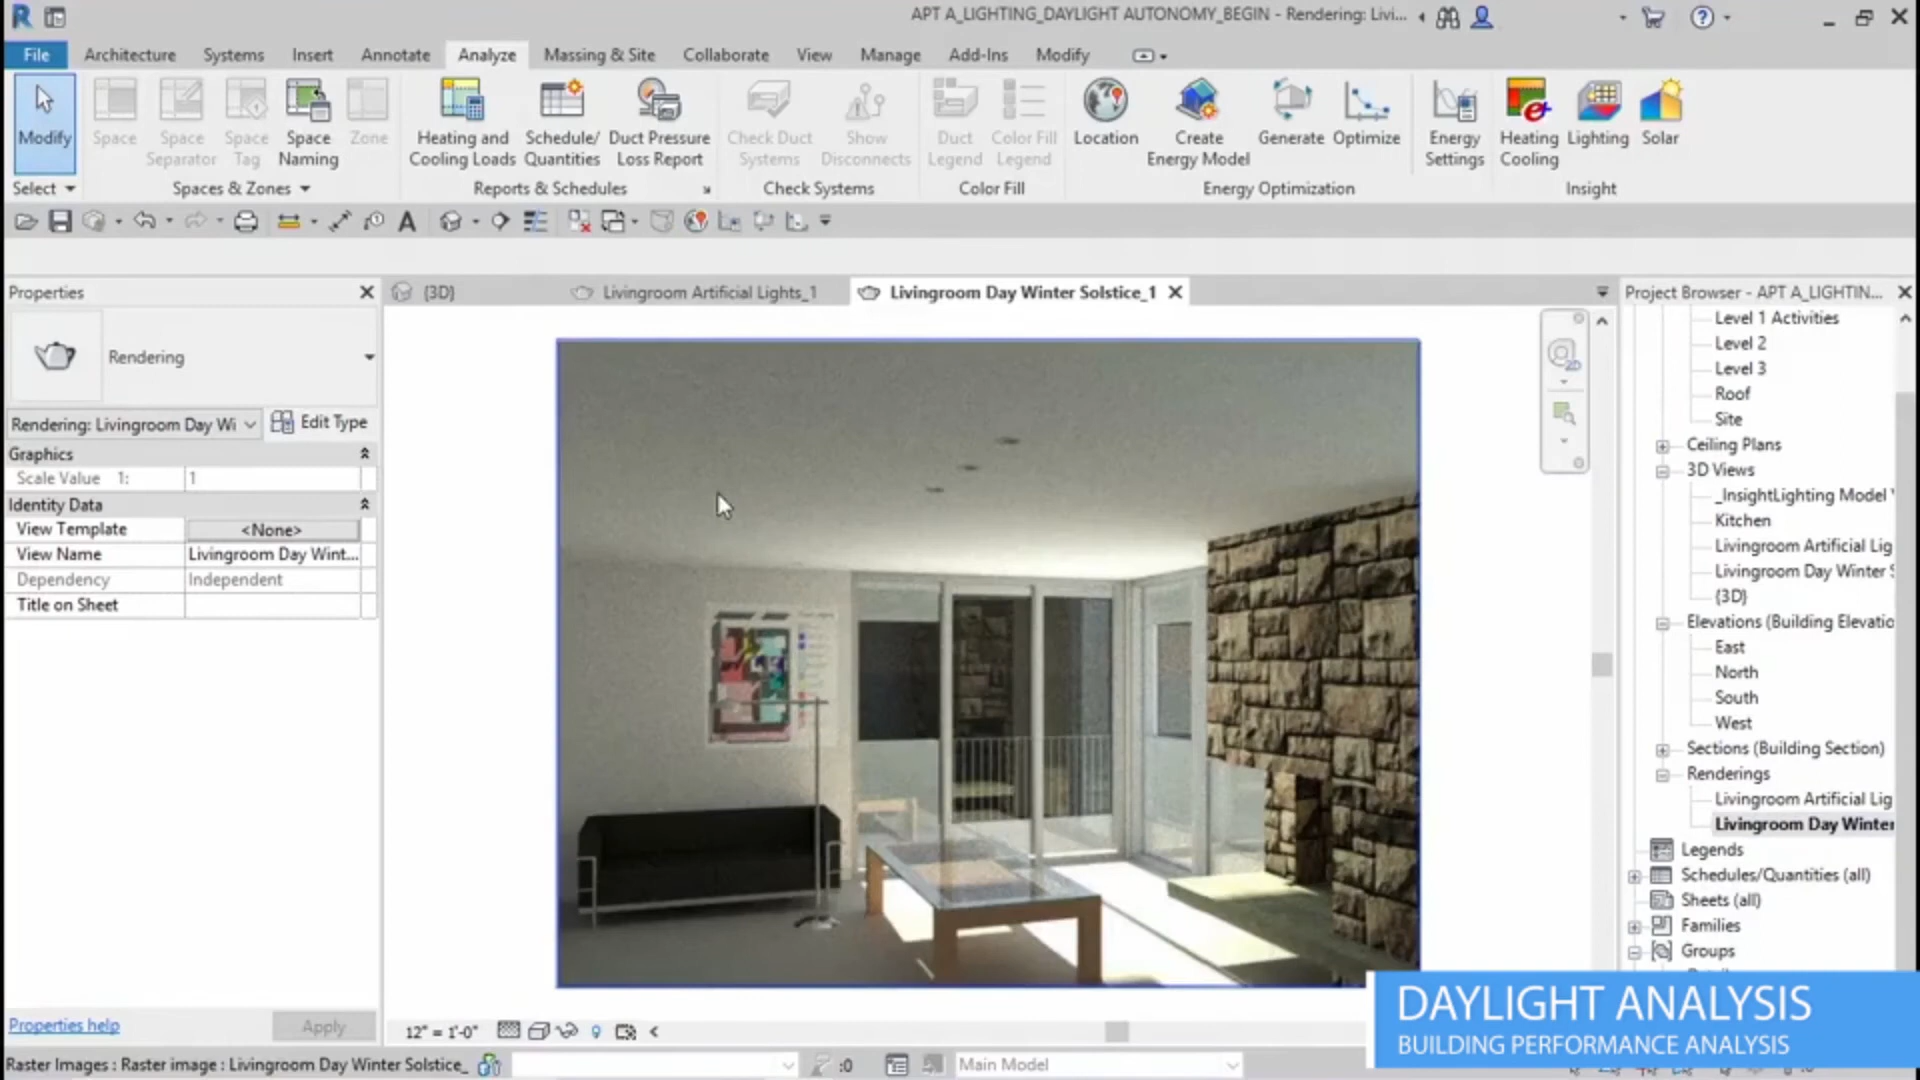 APT A_LIGHTING_DAYLIGHT AUTONOMY_BEGIN - Rendering: Livi...
File Architecture Systems Insert Annotate Analyze Massing & Site Collaborate View Manage Add-Ins Modify
Modify
Space
Space Separator
Space Tag
Space Naming
Zone
Heating and Cooling Loads
Schedule/ Quantities
Duct Pressure Loss Report
Check Duct Systems
Show Disconnects
Duct Legend
Color Fill Legend
Location
Create Energy Model
Generate
Optimize
Energy Settings
Heating Cooling
Lighting
Solar
Select
Spaces & Zones
Reports & Schedules
Check Systems
Color Fill
Energy Optimization
Insight
Properties
Rendering
Rendering: Livingroom Day Wi
Edit Type
Graphics
Scale Value 1: 1
Identity Data
View Template <None>
View Name Livingroom Day Wint...
Dependency Independent
Title on Sheet
Properties help
Apply
{3D}
Livingroom Artificial Lights_1
Livingroom Day Winter Solstice_1
12" = 1'-0"
Project Browser - APT A_LIGHTIN...
Level 1 Activities
Level 2
Level 3
Roof
Site
Ceiling Plans
3D Views
_InsightLighting Model
Kitchen
Livingroom Artificial Lig
Livingroom Day Winter S
{3D}
Elevations (Building Elevatio
East
North
South
West
Sections (Building Section)
Renderings
Livingroom Artificial Lig
Livingroom Day Winter
Legends
Schedules/Quantities (all)
Sheets (all)
Families
Groups
DAYLIGHT ANALYSIS
BUILDING PERFORMANCE ANALYSIS
Raster Images : Raster image : Livingroom Day Winter Solstice_
:0
Main Model